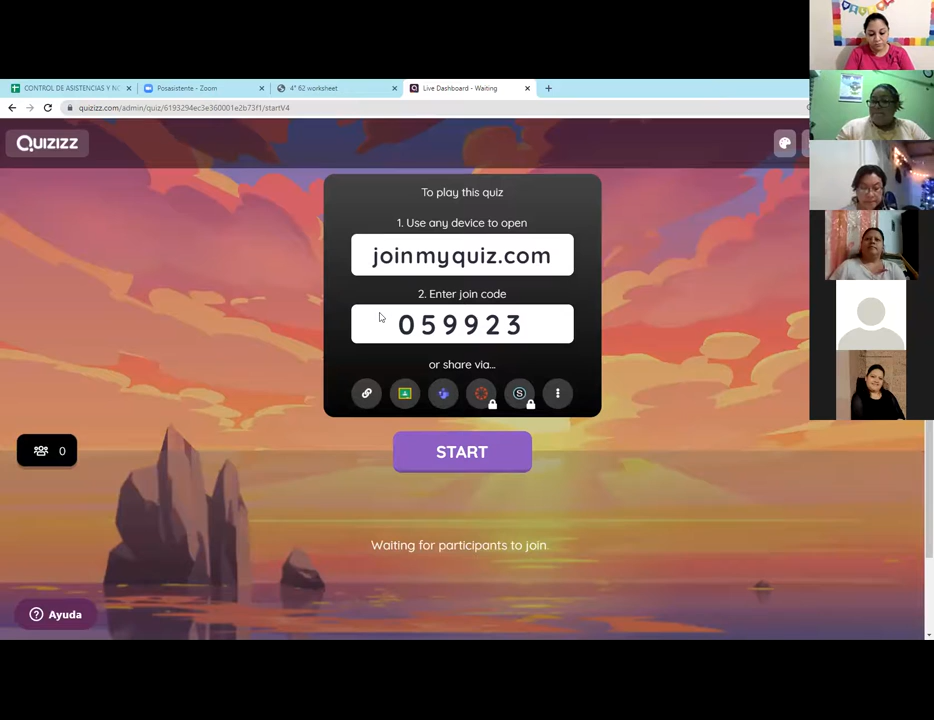 CONTROL DE ASISTENCIAS Y NO
Posasistente - Zoom
4° 62 worksheet
Live Dashboard - Waiting
quizizz.com/admin/quiz/6193294ec3e360001e2b73f1/startV4
Quizizz
To play this quiz
1. Use any device to open
joinmyquiz.com
2. Enter join code
059923
or share via...
S
0
START
Waiting for participants to join
Ayuda